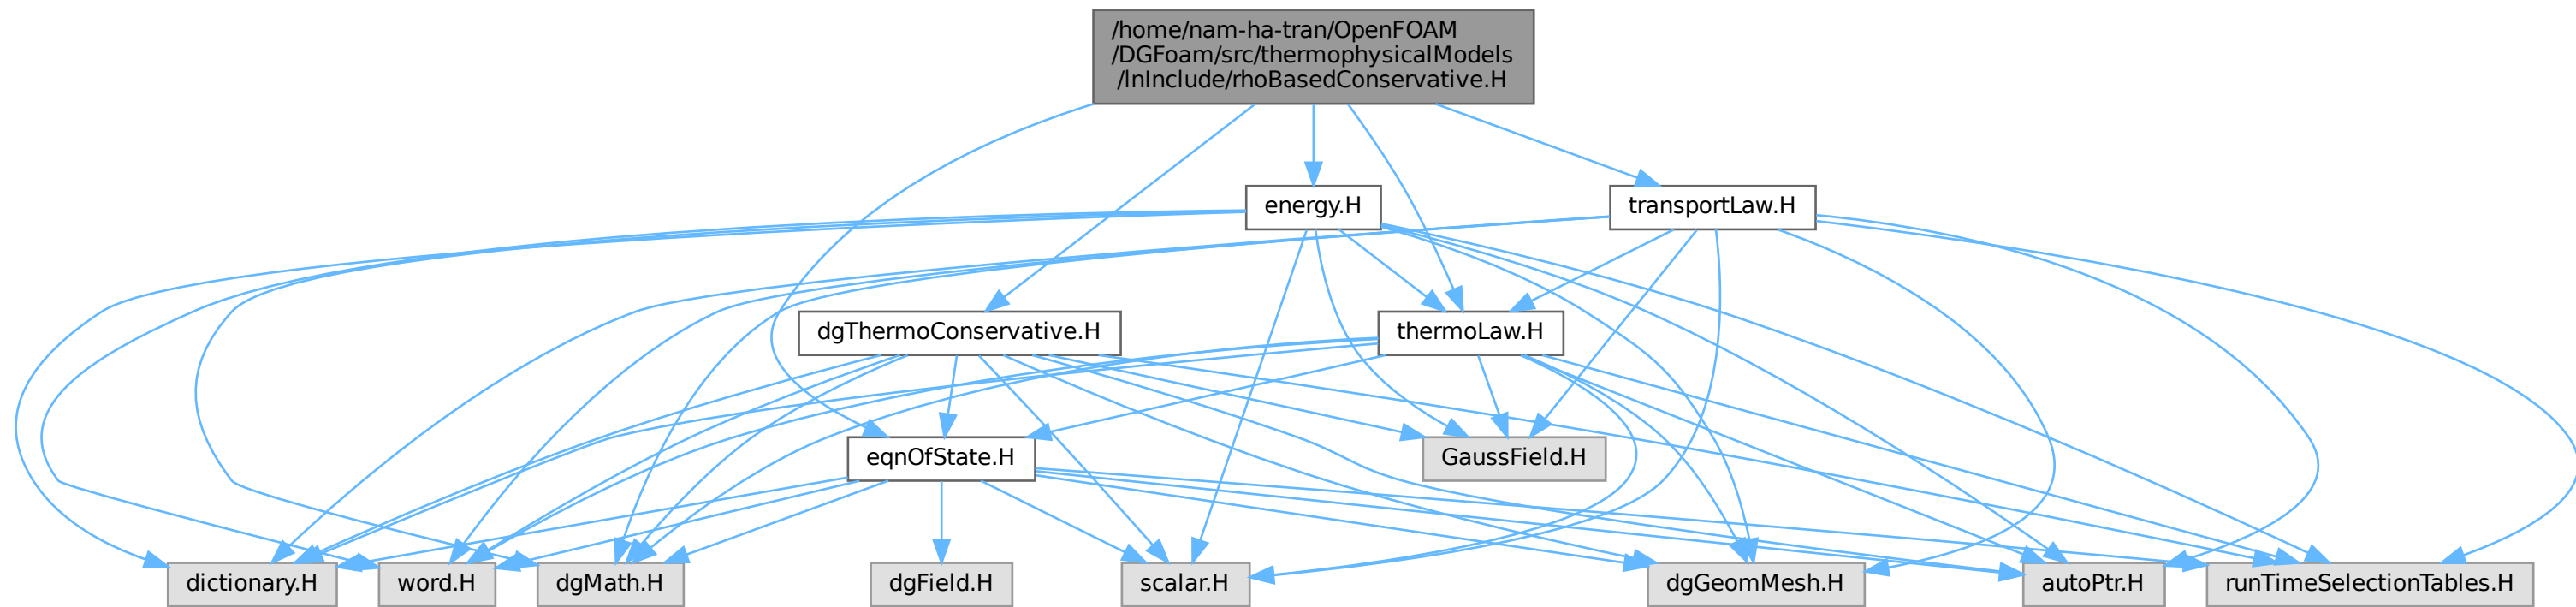 /home/nam-ha-tran/OpenFOAM
/DGFoam/src/thermophysicalModels
/lnInclude/rhoBasedConservative.H
energy.H
transportLaw.H
dgThermoConservative.H
thermoLaw.H
eqnOfState.H
GaussField.H
dictionary.H
word.H
dgMath.H
dgField.H
scalar.H
dgGeomMesh.H
autoPtr.H
runTimeSelectionTables.H